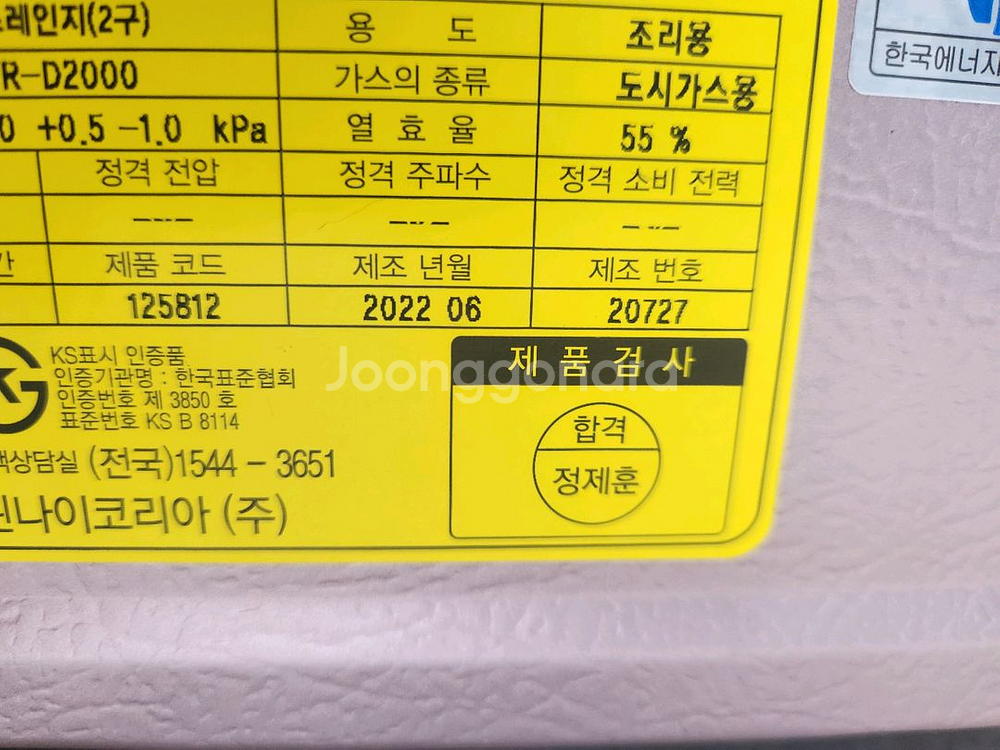 레인지(2구) 용 도 조리용
R-D2000 가스의 종류 도시가스용
0 +0.5 -1.0 kPa 열 효 율 55 %
정격 전압 정격 주파수 정격 소비 전력
--- --- ---
제품 코드 제조 년월 제조 번호
125812 2022 06 20727
KS표시 인증품
인증기관명 : 한국표준협회
인증번호 제 3850 호
표준번호 KS B 8114
상담실 (전국)1544 - 3651
린나이코리아 (주)
제 품 검 사
합격
정제훈
한국에너지
Joonggonara